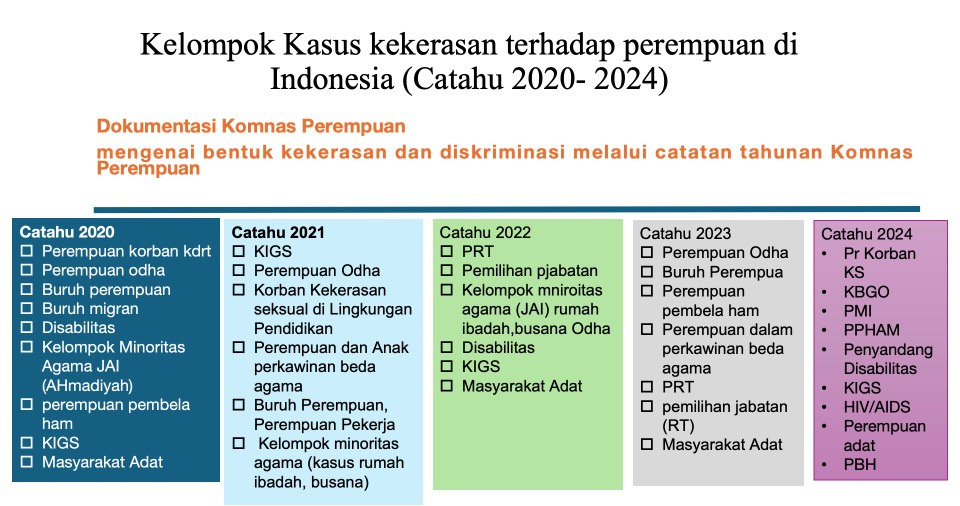 Kelompok Kasus kekerasan terhadap perempuan di
Indonesia (Catahu 2020- 2024)
Dokumentasi Komnas Perempuan
mengenai bentuk kekerasan dan diskriminasi melalui catatan tahunan Komnas
Perempuan
Catahu 2020
Perempuan korban kdrt
Perempuan odha
Buruh perempuan
Buruh migran
Disabilitas
Kelompok Minoritas
Agama JAI
(AHmadiyah)
perempuan pembela
ham
KIGS
Masyarakat Adat
Catahu 2021
KIGS
Perempuan Odha
Korban Kekerasan
seksual di Lingkungan
Pendidikan
Perempuan dan Anak
perkawinan beda
agama
Buruh Perempuan,
Perempuan Pekerja
Kelompok minoritas
agama (kasus rumah
ibadah, busana)
Catahu 2022
PRT
Pemilihan pjabatan
Kelompok mniroitas
agama (JAI) rumah
ibadah,busana Odha
Disabilitas
KIGS
Masyarakat Adat
Catahu 2023
Perempuan Odha
Buruh Perempua
Perempuan
pembela ham
Perempuan dalam
perkawinan beda
agama
PRT
pemilihan jabatan
(RT)
Masyarakat Adat
Catahu 2024
• Pr Korban
KS
• KBGO
• PMI
• PPHAM
• Penyandang
Disabilitas
• KIGS
• HIV/AIDS
• Perempuan
adat
• PBH